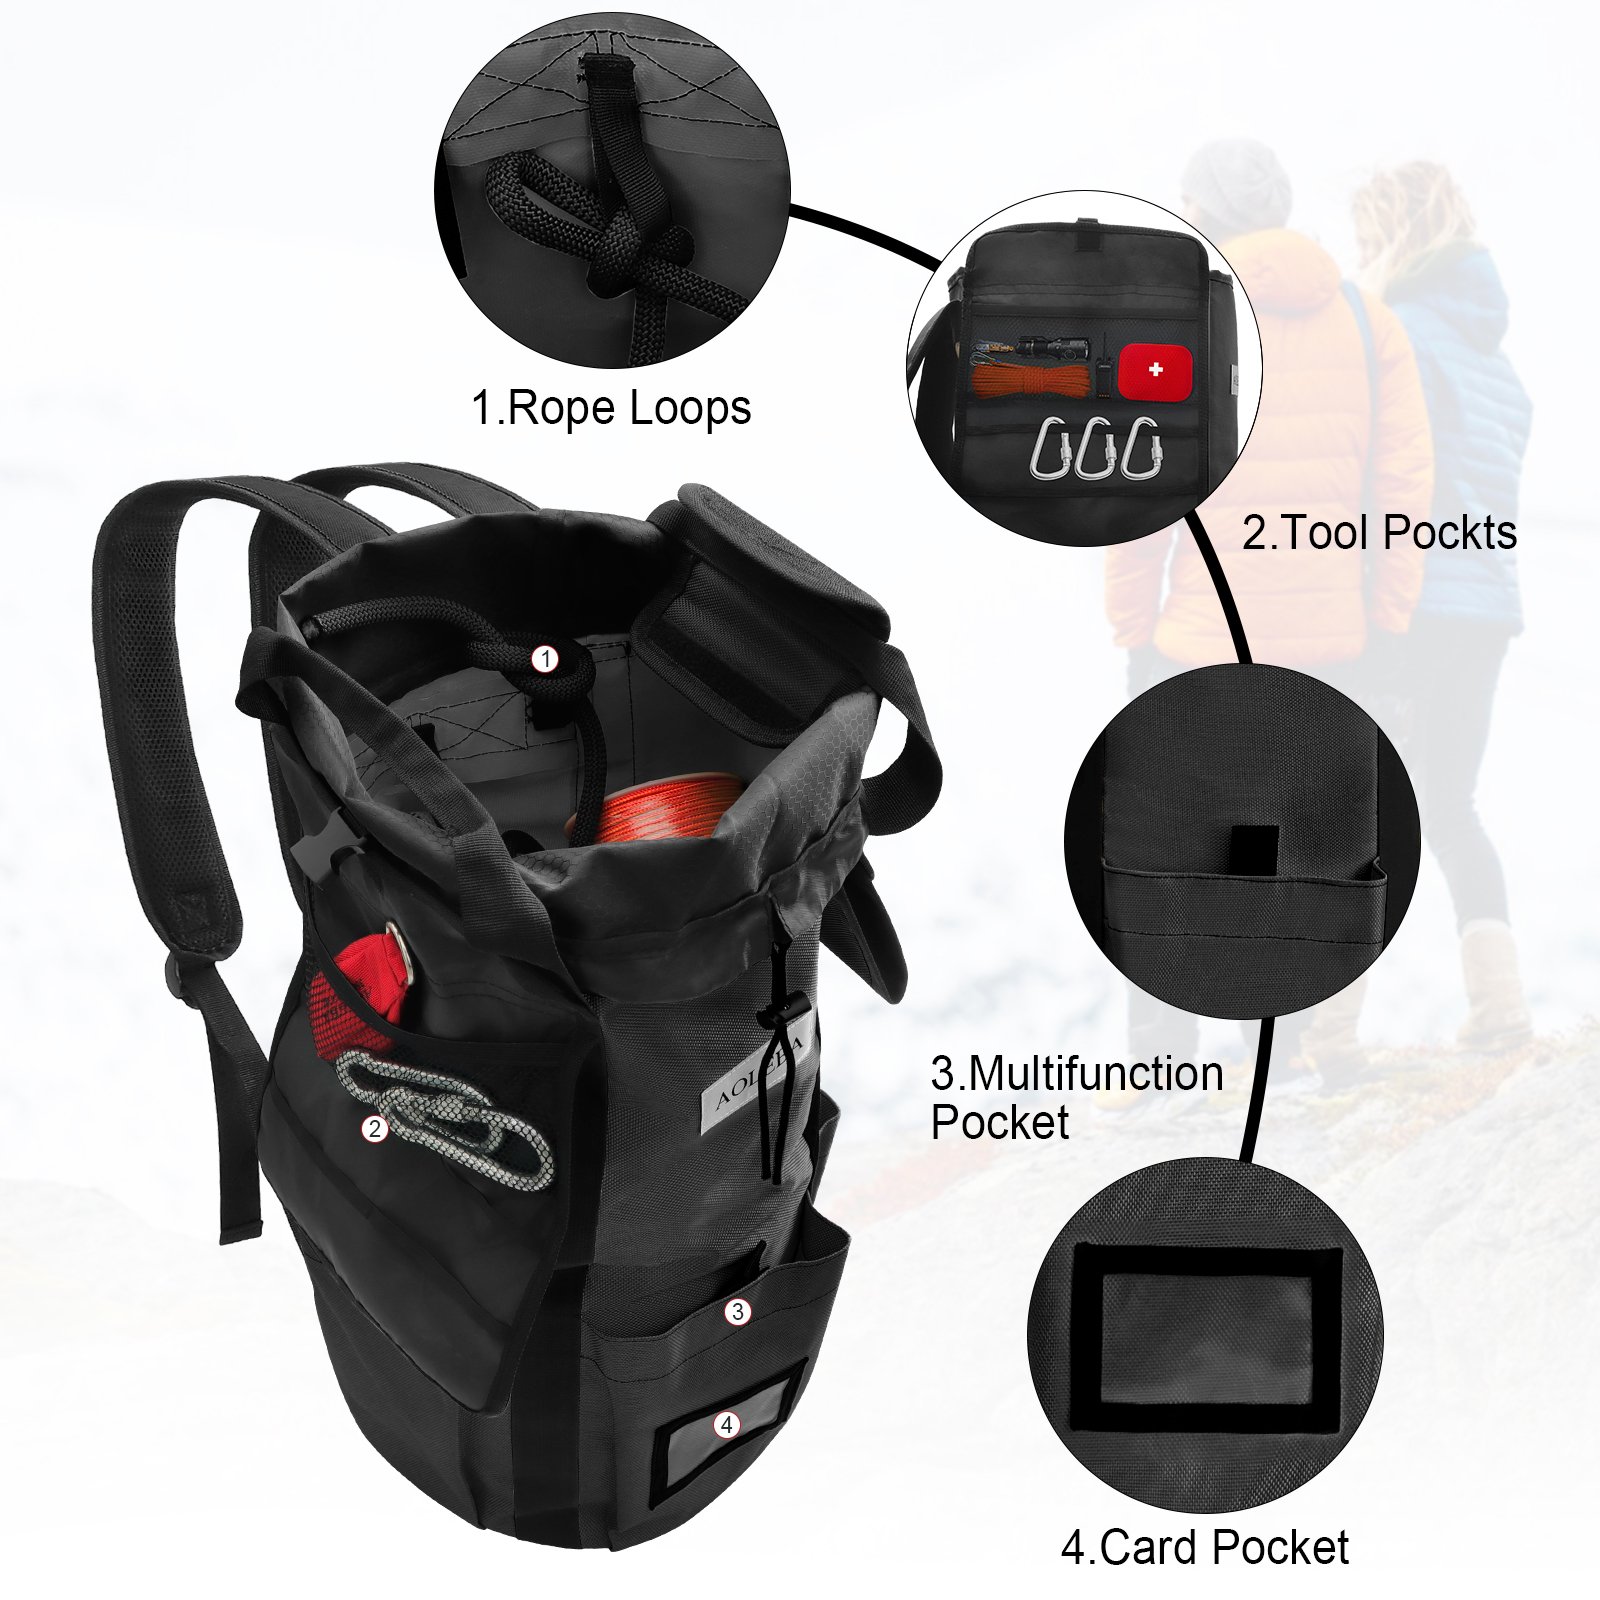 1.Rope Loops
2.Tool Pockts
1
2
3.Multifunction
Pocket
3
4
4.Card Pocket